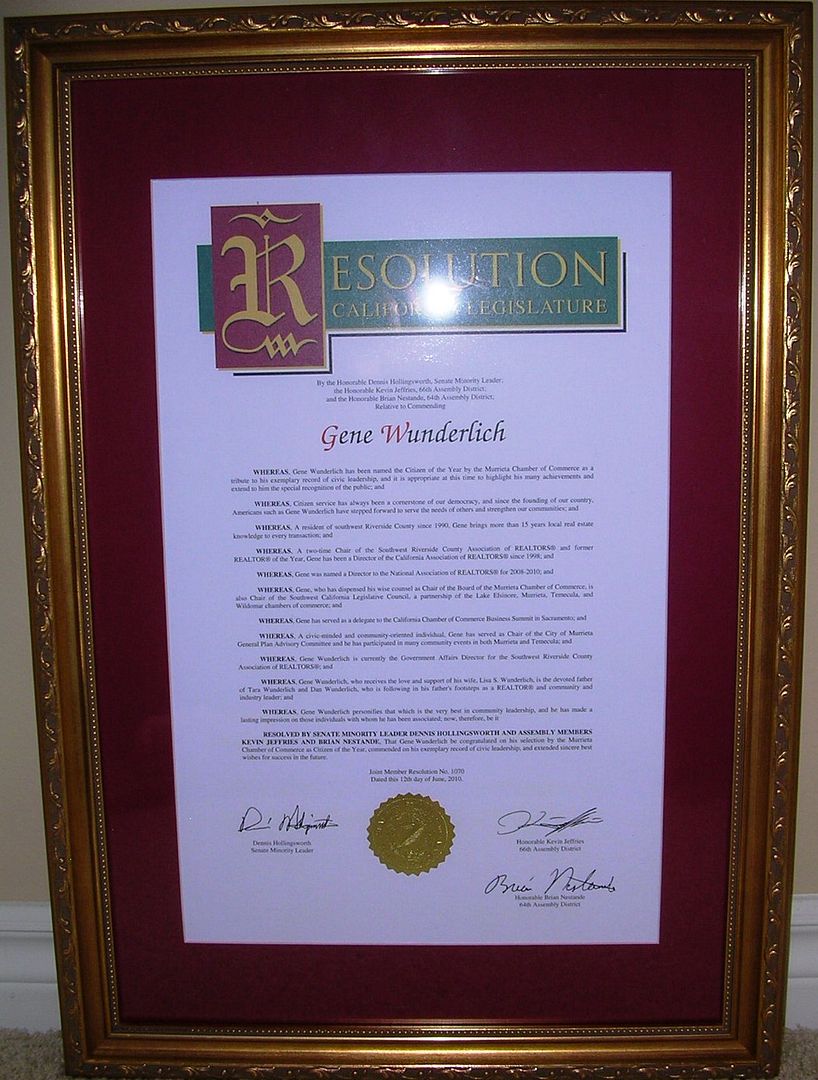 RESOLUTION
CALIFORNIA LEGISLATURE
By the Honorable Dennis Hollingsworth, Senate Minority Leader,
the Honorable Kevin Jeffries, 66th Assembly District,
and the Honorable Brian Nestande, 64th Assembly District,
Relative to Commending
Gene Wunderlich
WHEREAS, Gene Wunderlich has been named the Citizen of the Year by the Murrieta Chamber of Commerce as a
tribute to his exemplary record of civic leadership, and it is appropriate at this time to highlight his many achievements and
extend to him the special recognition of the public; and
WHEREAS, Citizen service has always been a cornerstone of our democracy, and since the founding of our country,
Americans such as Gene Wunderlich have stepped forward to serve the needs of others and strengthen our communities; and
WHEREAS, A resident of southwest Riverside County since 1990, Gene brings more than 15 years local real estate
knowledge to every transaction; and
WHEREAS, A two-time Chair of the Southwest Riverside County Association of REALTORS® and former
REALTOR® of the Year, Gene has been a Director of the California Association of REALTORS® since 1998; and
WHEREAS, Gene was named a Director to the National Association of REALTORS® for 2008-2010; and
WHEREAS, Gene, who has dispensed his wise counsel as Chair of the Board of the Murrieta Chamber of Commerce, is
also Chair of the Southwest California Legislative Council, a partnership of the Lake Elsinore, Murrieta, Temecula, and
Wildomar chambers of commerce; and
WHEREAS, Gene has served as a delegate to the California Chamber of Commerce Business Summit in Sacramento; and
WHEREAS, A civic-minded and community-oriented individual, Gene has served as Chair of the City of Murrieta
General Plan Advisory Committee and he has participated in many community events in both Murrieta and Temecula; and
WHEREAS, Gene Wunderlich is currently the Government Affairs Director for the Southwest Riverside County
Association of REALTORS®; and
WHEREAS, Gene Wunderlich, who receives the love and support of his wife, Lisa S. Wunderlich, is the devoted father
of Tara Wunderlich and Dan Wunderlich, who is following in his father's footsteps as a REALTOR® and community and
industry leader; and
WHEREAS, Gene Wunderlich personifies that which is the very best in community leadership, and he has made a
lasting impression on those individuals with whom he has been associated; now, therefore, be it
RESOLVED BY SENATE MINORITY LEADER DENNIS HOLLINGSWORTH AND ASSEMBLY MEMBERS
KEVIN JEFFRIES AND BRIAN NESTANDE, That Gene Wunderlich be congratulated on his selection by the Murrieta
Chamber of Commerce as Citizen of the Year, commended on his exemplary record of civic leadership, and extended sincere best
wishes for success in the future.
Joint Member Resolution No. 1070
Dated this 12th day of June, 2010.
Dennis Hollingsworth
Senate Minority Leader
Honorable Kevin Jeffries
66th Assembly District
Brian Nestande
Honorable Brian Nestande
64th Assembly District